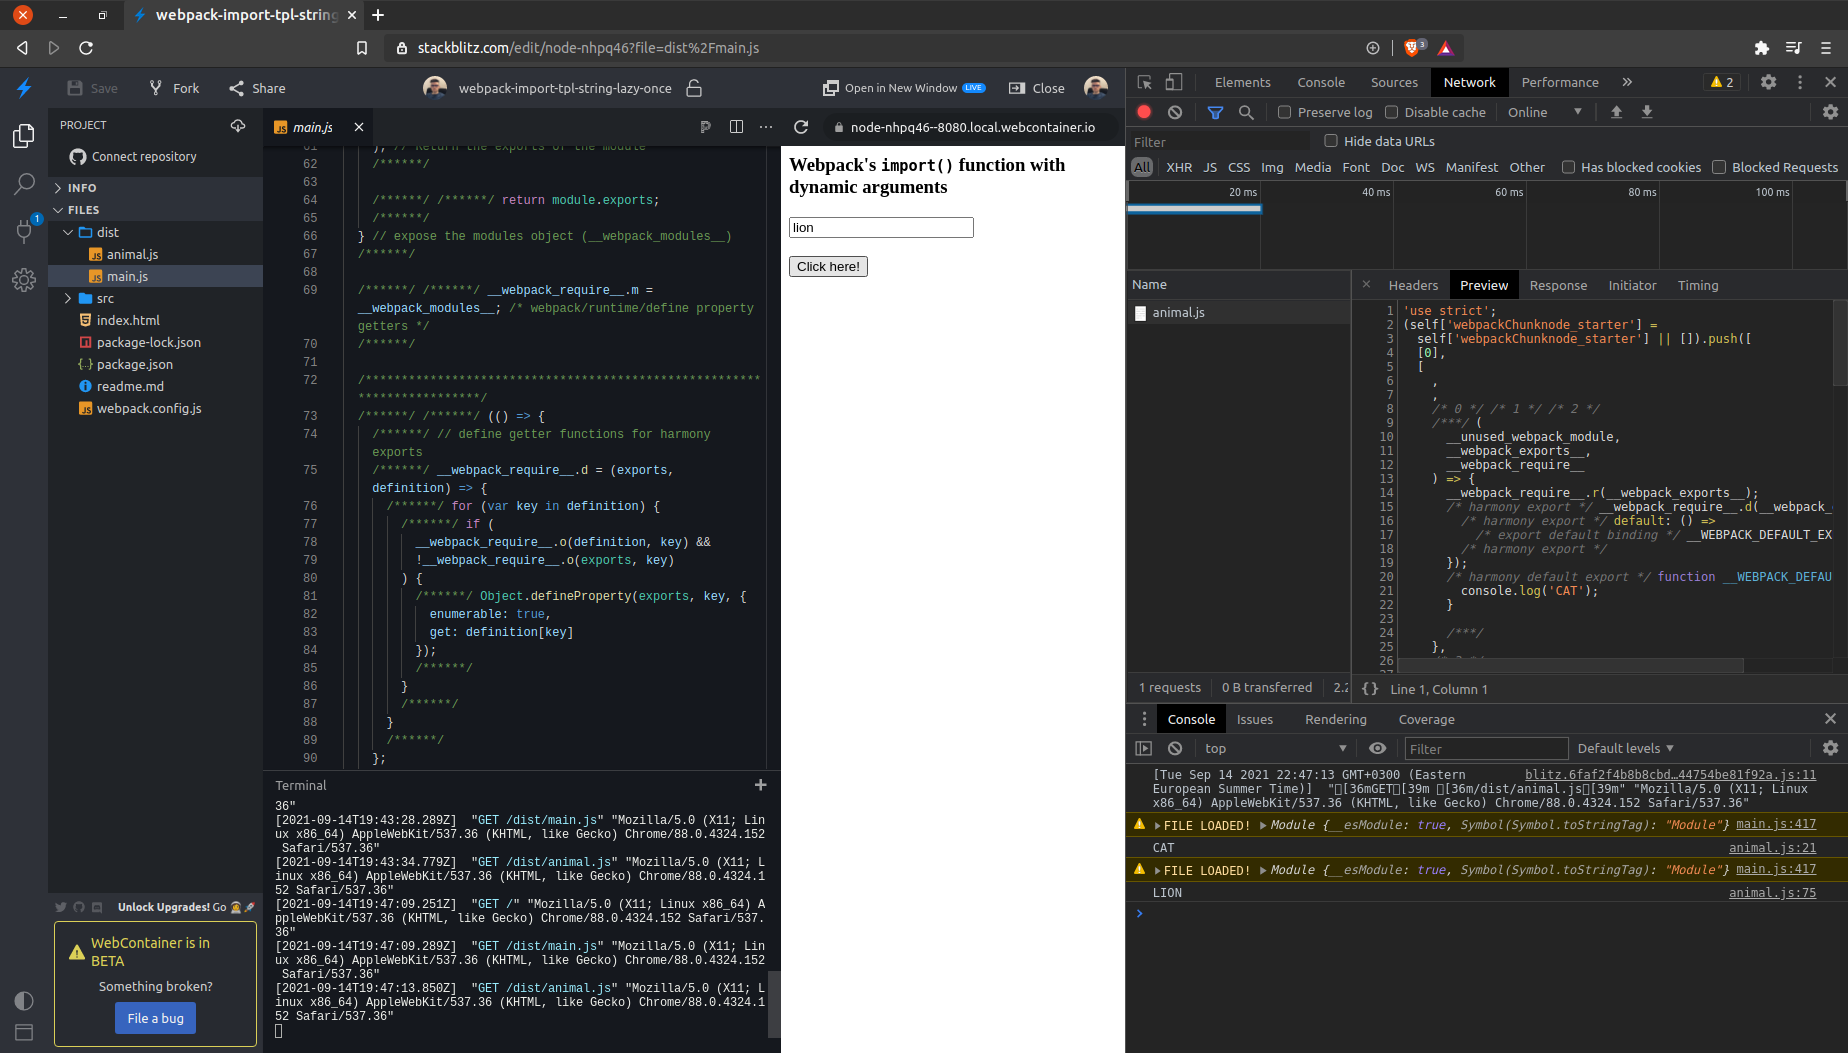 webpack-import-tpl-string
stackblitz.com/edit/node-nhpq46?file=dist%2Fmain.js
3
Save
Fork
Share
webpack-import-tpl-string-lazy-once
Open in New Window LIVE
Close
PROJECT
Connect repository
INFO
FILES
dist
animal.js
main.js
src
index.html
package-lock.json
package.json
readme.md
webpack.config.js
1
Unlock Upgrades! Go
WebContainer is in
BETA
Something broken?
File a bug
main.js
61 ); // Return the exports of the module
62 /******/
63
64 /******/ /******/ return module.exports;
65 /******/
66 } // expose the modules object (__webpack_modules__)
67 /******/
68
69 /******/ /******/ __webpack_require__.m =
__webpack_modules__; /* webpack/runtime/define property
getters */
70 /******/
71
72 /*******************************************************
*****************/
73 /******/ /******/ (() => {
74 /******/ // define getter functions for harmony
exports
75 /******/ __webpack_require__.d = (exports,
definition) => {
76 /******/ for (var key in definition) {
77 /******/ if (
78 __webpack_require__.o(definition, key) &&
79 !__webpack_require__.o(exports, key)
80 ) {
81 /******/ Object.defineProperty(exports, key, {
82 enumerable: true,
83 get: definition[key]
84 });
85 /******/
86 }
87 /******/
88 }
89 /******/
90 };
Terminal
36"
[2021-09-14T19:43:28.289Z]  "GET /dist/main.js" "Mozilla/5.0 (X11; Lin
ux x86_64) AppleWebKit/537.36 (KHTML, like Gecko) Chrome/88.0.4324.152
Safari/537.36"
[2021-09-14T19:43:34.779Z]  "GET /dist/animal.js" "Mozilla/5.0 (X11; L
inux x86_64) AppleWebKit/537.36 (KHTML, like Gecko) Chrome/88.0.4324.1
52 Safari/537.36"
[2021-09-14T19:47:09.251Z]  "GET /" "Mozilla/5.0 (X11; Linux x86_64) A
ppleWebKit/537.36 (KHTML, like Gecko) Chrome/88.0.4324.152 Safari/537.
36"
[2021-09-14T19:47:09.289Z]  "GET /dist/main.js" "Mozilla/5.0 (X11; Lin
ux x86_64) AppleWebKit/537.36 (KHTML, like Gecko) Chrome/88.0.4324.152
Safari/537.36"
[2021-09-14T19:47:13.850Z]  "GET /dist/animal.js" "Mozilla/5.0 (X11; L
inux x86_64) AppleWebKit/537.36 (KHTML, like Gecko) Chrome/88.0.4324.1
52 Safari/537.36"
node-nhpq46--8080.local.webcontainer.io
Webpack's import() function with
dynamic arguments
lion
Click here!
Elements Console Sources Network Performance » 2
Preserve log Disable cache Online
Filter Hide data URLs
All XHR JS CSS Img Media Font Doc WS Manifest Other Has blocked cookies Blocked Requests
20 ms 40 ms 60 ms 80 ms 100 ms
Name
animal.js
1 requests 0 B transferred 2.2
Headers Preview Response Initiator Timing
1 'use strict';
2 (self['webpackChunknode_starter'] =
3 self['webpackChunknode_starter'] || []).push([
4 [0],
5 [
6 ,
7 ,
8 /* 0 */ /* 1 */ /* 2 */
9 /***/ (
10 __unused_webpack_module,
11 __webpack_exports__,
12 __webpack_require__
13 ) => {
14 __webpack_require__.r(__webpack_exports__);
15 /* harmony export */ __webpack_require__.d(__webpack_
16 /* harmony export */ default: () =>
17 /* export default binding */ __WEBPACK_DEFAULT_EX
18 /* harmony export */
19 });
20 /* harmony default export */ function __WEBPACK_DEFAU
21 console.log('CAT');
22 }
23
24 /***/
25 },
26
{} Line 1, Column 1
Console Issues Rendering Coverage
top Filter Default levels
[Tue Sep 14 2021 22:47:13 GMT+0300 (Eastern blitz.6faf2f4b8b8cbd…44754be81f92a.js:11
European Summer Time)]  "[36mGET[39m [36m/dist/animal.js[39m" "Mozilla/5.0 (X11; Linux
x86_64) AppleWebKit/537.36 (KHTML, like Gecko) Chrome/88.0.4324.152 Safari/537.36"
FILE LOADED! Module {__esModule: true, Symbol(Symbol.toStringTag): "Module"} main.js:417
CAT animal.js:21
FILE LOADED! Module {__esModule: true, Symbol(Symbol.toStringTag): "Module"} main.js:417
LION animal.js:75